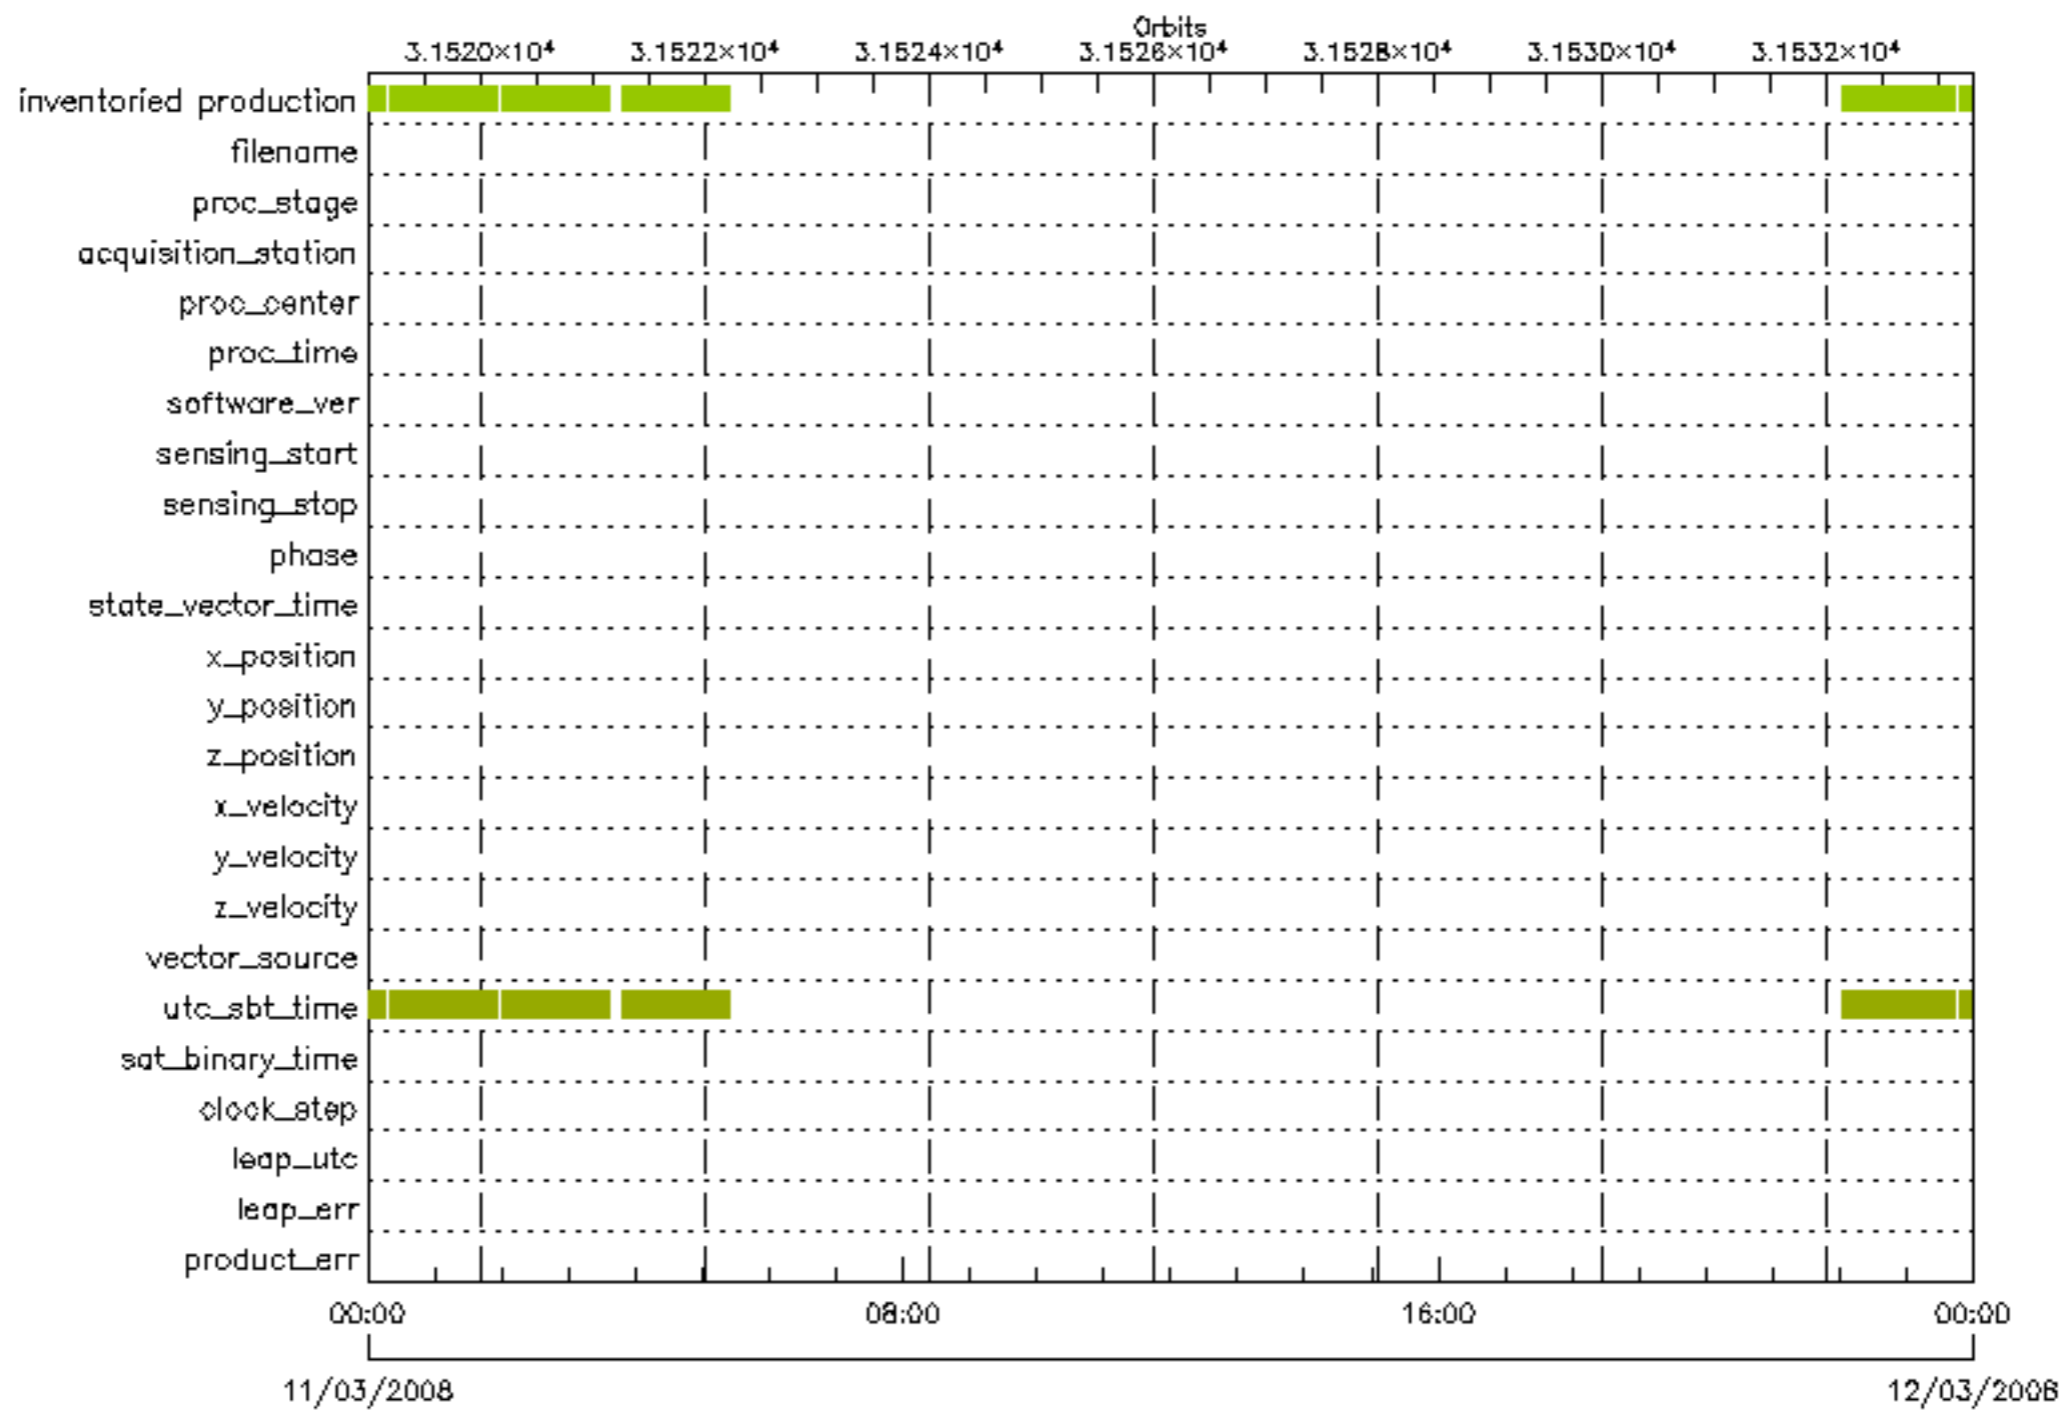 Orbits
3.1520×10⁴ 3.1522×10⁴ 3.1524×10⁴ 3.1526×10⁴ 3.1528×10⁴ 3.1530×10⁴ 3.1532×10⁴
inventoried production
filename
proc_stage
acquisition_station
proc_center
proc_time
software_ver
sensing_start
sensing_stop
phase
state_vector_time
x_position
y_position
z_position
x_velocity
y_velocity
z_velocity
vector_source
utc_sbt_time
sat_binary_time
clock_step
leap_utc
leap_err
product_err
00:00 08:00 16:00 00:00
11/03/2008 12/03/2008